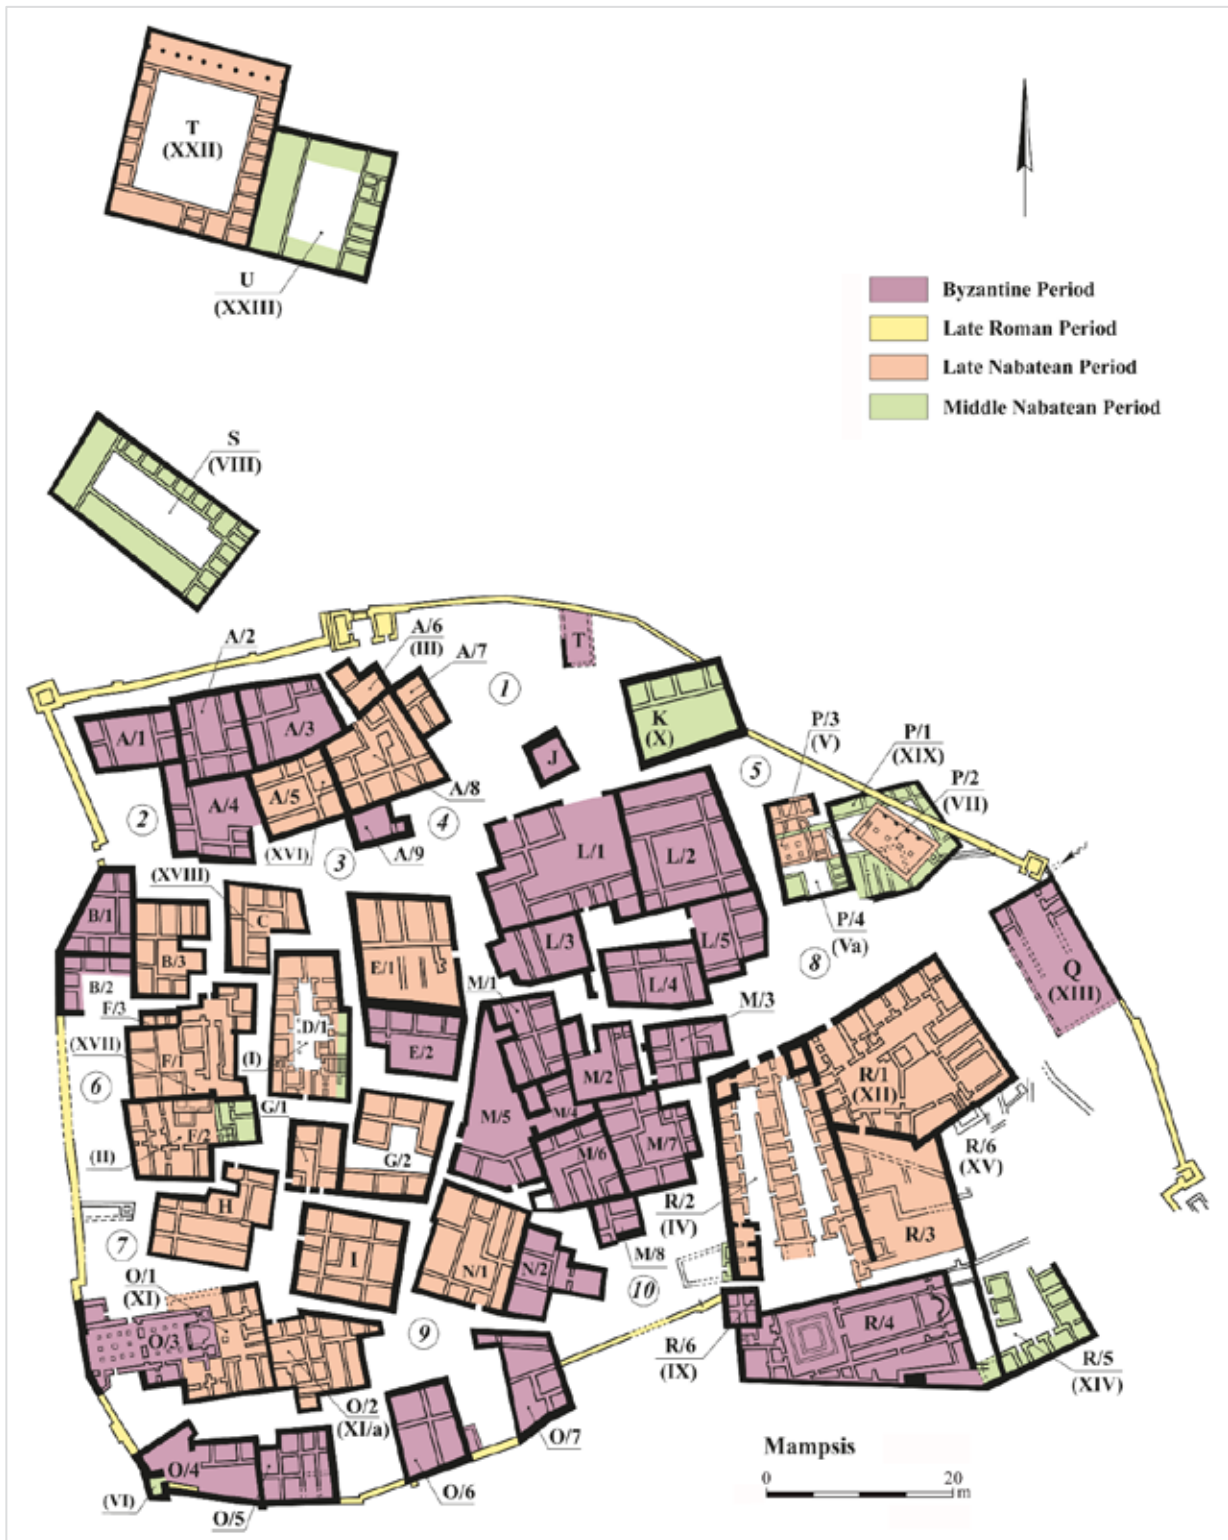 T
(XXII)
U
(XXIII)
Byzantine Period
Late Roman Period
Late Nabatean Period
Middle Nabatean Period
S
(VIII)
A/2
A/6
(III)
A/7
T
1
K
(X)
A/1
A/3
J
P/3
(V)
P/1
(XIX)
P/2
(VII)
5
A/5
A/8
A/4
2
4
(XVI)
3
A/9
L/1
L/2
(XVIII)
B/1
C
P/4
(Va)
B/3
E/1
L/3
L/5
8
Q
(XIII)
B/2
M/1
L/4
M/3
F/3
(XVII)
D/1
(I)
F/1
E/2
6
M/2
R/1
(XII)
G/1
M/5
M/4
F/2
(II)
G/2
M/6
M/7
R/6
(XV)
H
R/2
(IV)
R/3
7
I
N/1
N/2
M/8
10
O/1
(XI)
O/3
9
R/4
R/6
(IX)
R/5
(XIV)
O/2
(XI/a)
O/7
O/4
(VI)
O/5
O/6
Mampsis
0 20
m